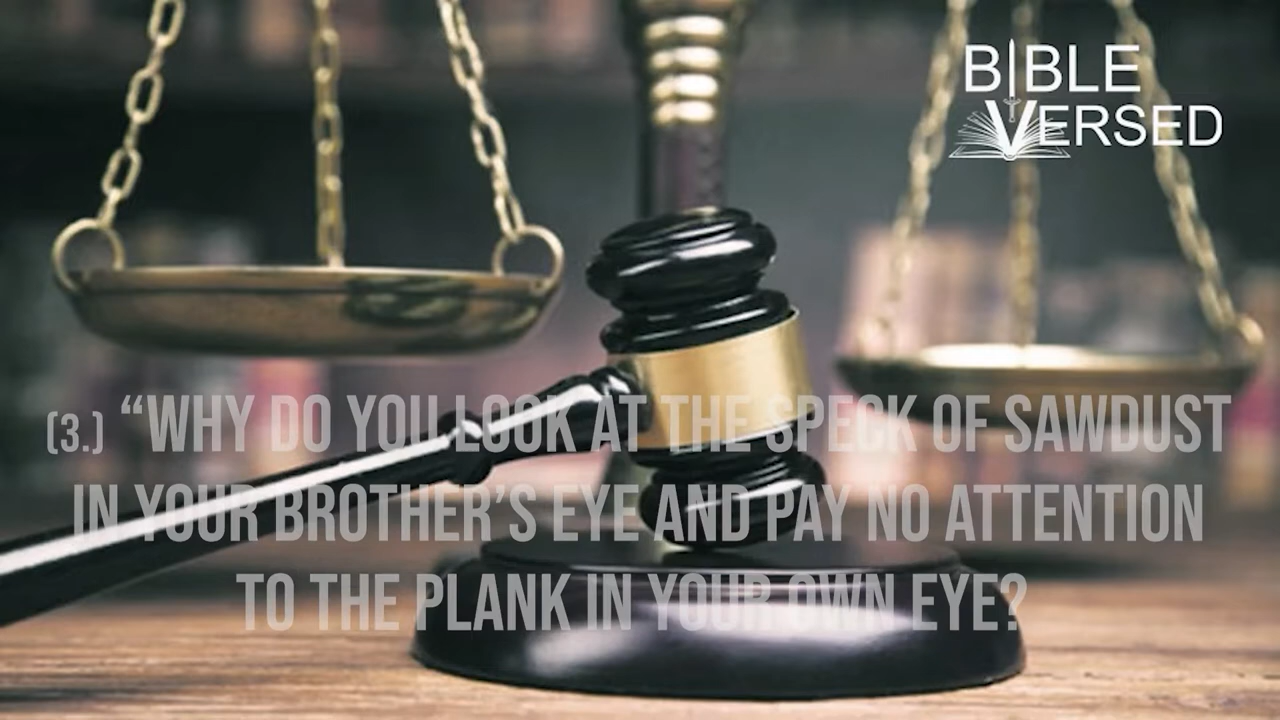 BIBLE
VERSED
(3.) “WHY DO YOU LOOK AT THE SPECK OF SAWDUST
IN YOUR BROTHER’S EYE AND PAY NO ATTENTION
TO THE PLANK IN YOUR OWN EYE?